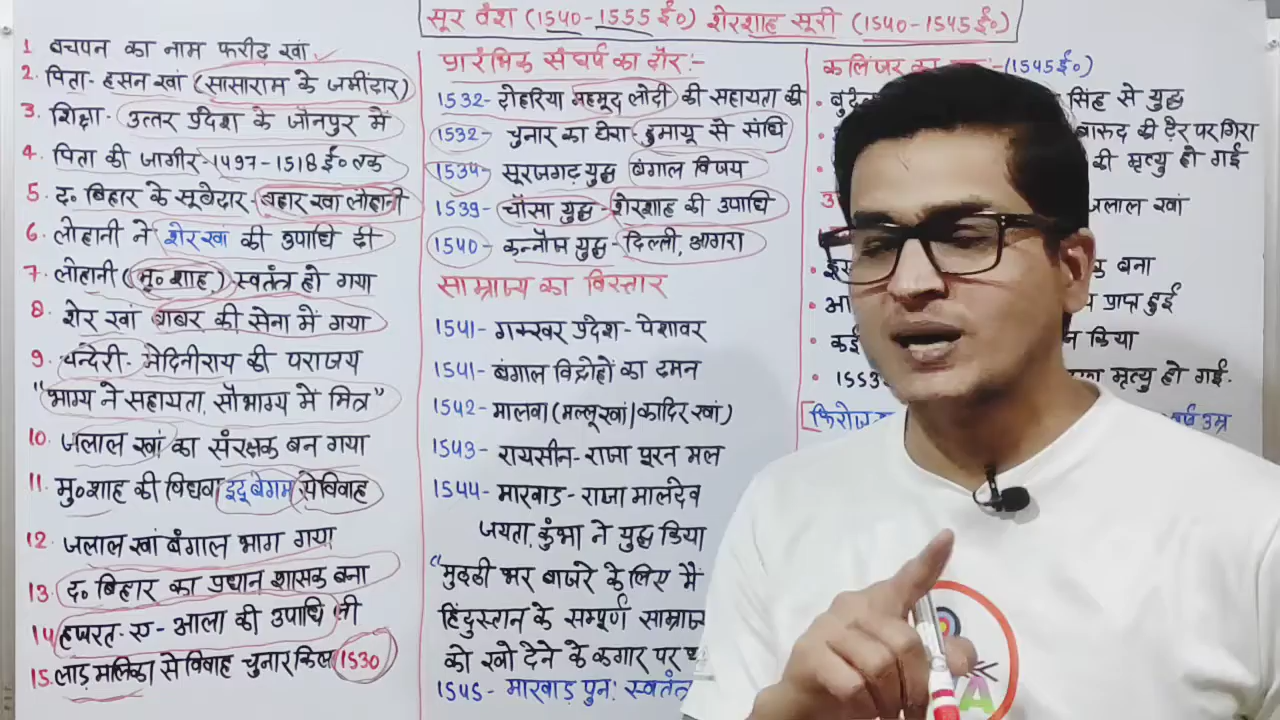 सूर वंश (1540-1555 ई०) शेरशाह सूरी (1540-1545 ई०)
1 बचपन का नाम फरीद खां
2. पिता- हसन खां (सासाराम के जमींदार)
3. शिक्षा- उत्तर प्रदेश के जौनपुर में
4. पिता की जागीर-1497-1518 ई० तक
5. द० बिहार के सूबेदार- बहार खां लोहानी
6. लोहानी ने शेर खां की उपाधि दी
7. लोहानी (मु० शाह) स्वतंत्र हो गया
8. शेर खां बाबर की सेना में गया
9. चन्देरी- मेदिनीराय की पराजय
"भाग्य ने सहायता, सौभाग्य में मित्र"
10. जलाल खां का संरक्षक बन गया
11. मु० शाह की विधवा दूदू बेगम से विवाह
12. जलाल खां बंगाल भाग गया
13. द० बिहार का प्रधान शासक बना
14. हजरत-ए-आला की उपाधि ली
15. लाड़ मालिका से विवाह चुनार किला 1530
प्रारंभिक संघर्ष का दौर:-
1532- दोहरिया महमूद लोदी की सहायता की
1532- चुनार का घेरा- हुमायू से संधि
1534- सूरजगढ़ युद्ध बंगाल विजय
1539- चौसा युद्ध- शेरशाह की उपाधि
1540- कन्नौज युद्ध- दिल्ली, आगरा
साम्राज्य का विस्तार
1541- गक्खर प्रदेश- पेशावर
1541- बंगाल विद्रोहों का दमन
1542- मालवा (मल्लूखां/कादिर खां)
1543- रायसीन- राजा पूरन मल
1544- मारवाड़- राजा मालदेव
जयता, कुंभा ने युद्ध किया
"मुट्ठी भर बाजरे के लिए मैं
हिंदुस्तान के सम्पूर्ण साम्राज्
को खो देने के कगार पर
1545- मारवाड़ पुनः स्वतंत्र
कलिंजर का :- (1545 ई०)
सिंह से युद्ध
बारूद की ढेर पर गिरा
की मृत्यु हो गई
जलाल खां
बना
प्राप्त हुई
कई किया
1553 मृत्यु हो गई.
उम्र